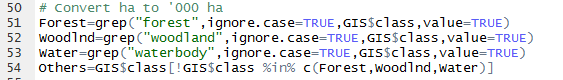 50 # Convert ha to '000 ha
51 Forest=grep("forest",ignore.case=TRUE,GIS$class,value=TRUE)
52 Woodlnd=grep("woodland",ignore.case=TRUE,GIS$class,value=TRUE)
53 Water=grep("waterbody",ignore.case=TRUE,GIS$class,value=TRUE)
54 Others=GIS$class[!GIS$class %in% c(Forest,Woodlnd,Water)]